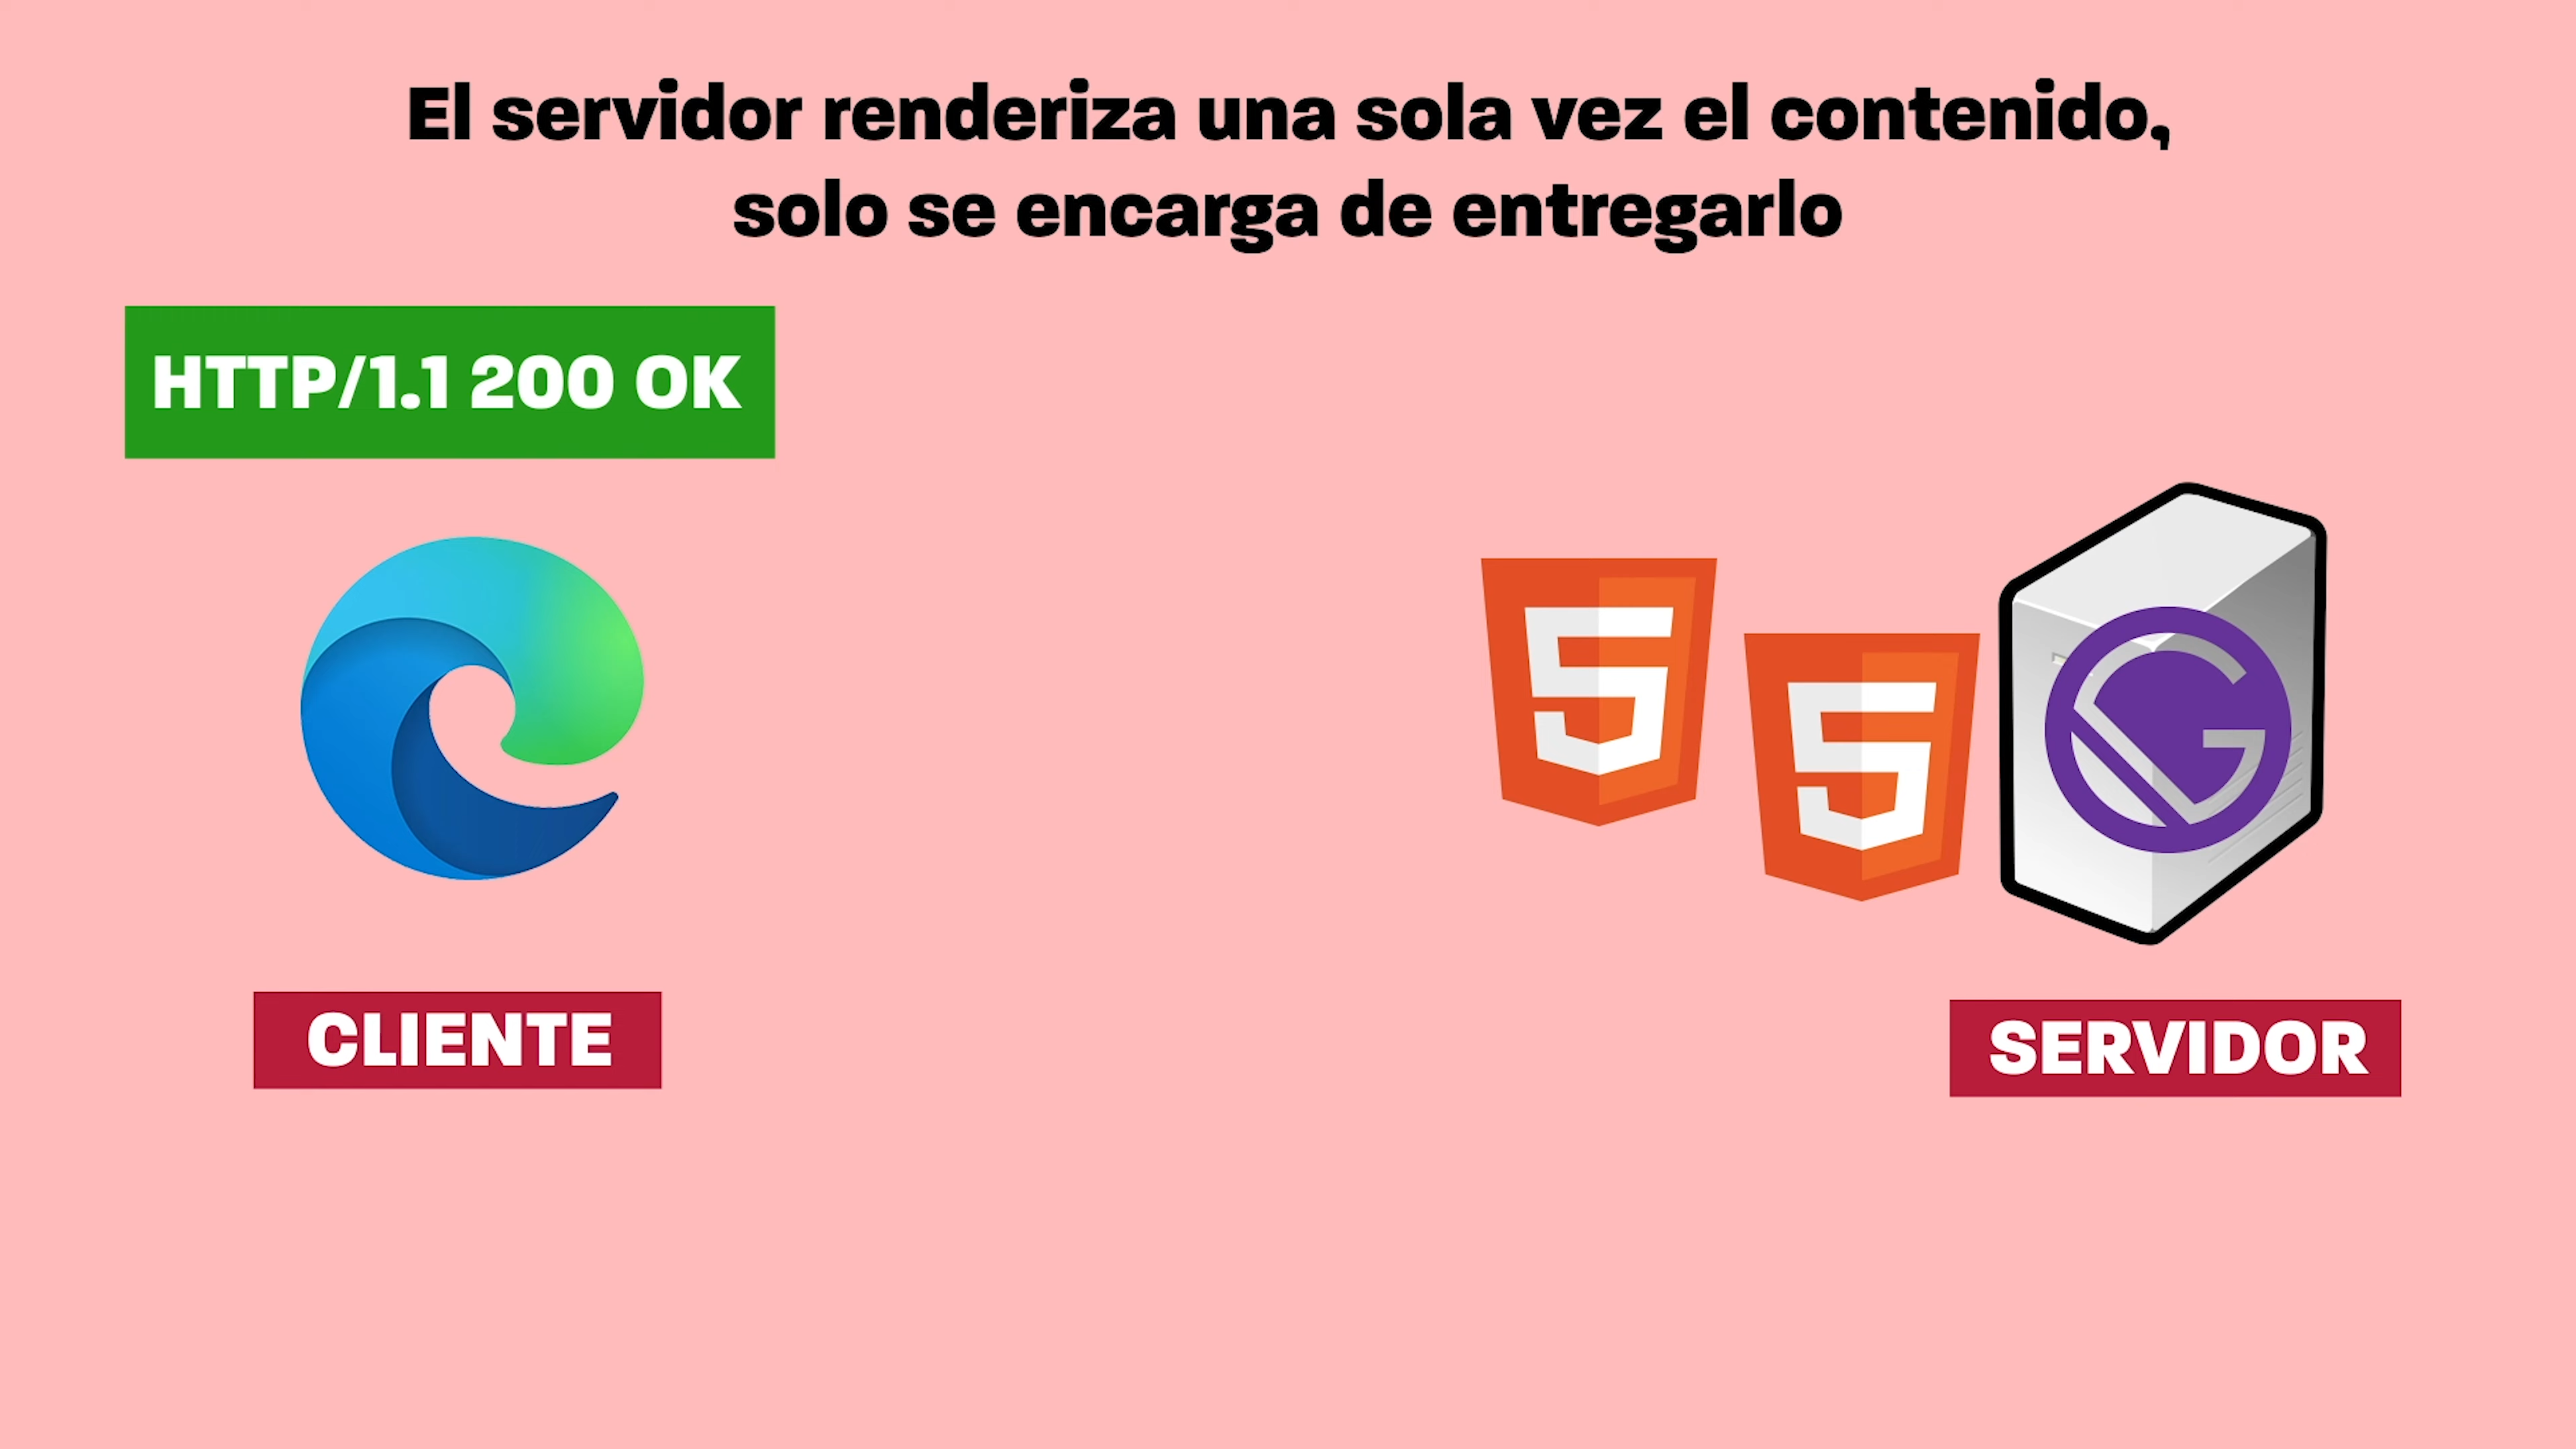 El servidor renderiza una sola vez el contenido,
solo se encarga de entregarlo
HTTP/1.1 200 OK
CLIENTE
SERVIDOR